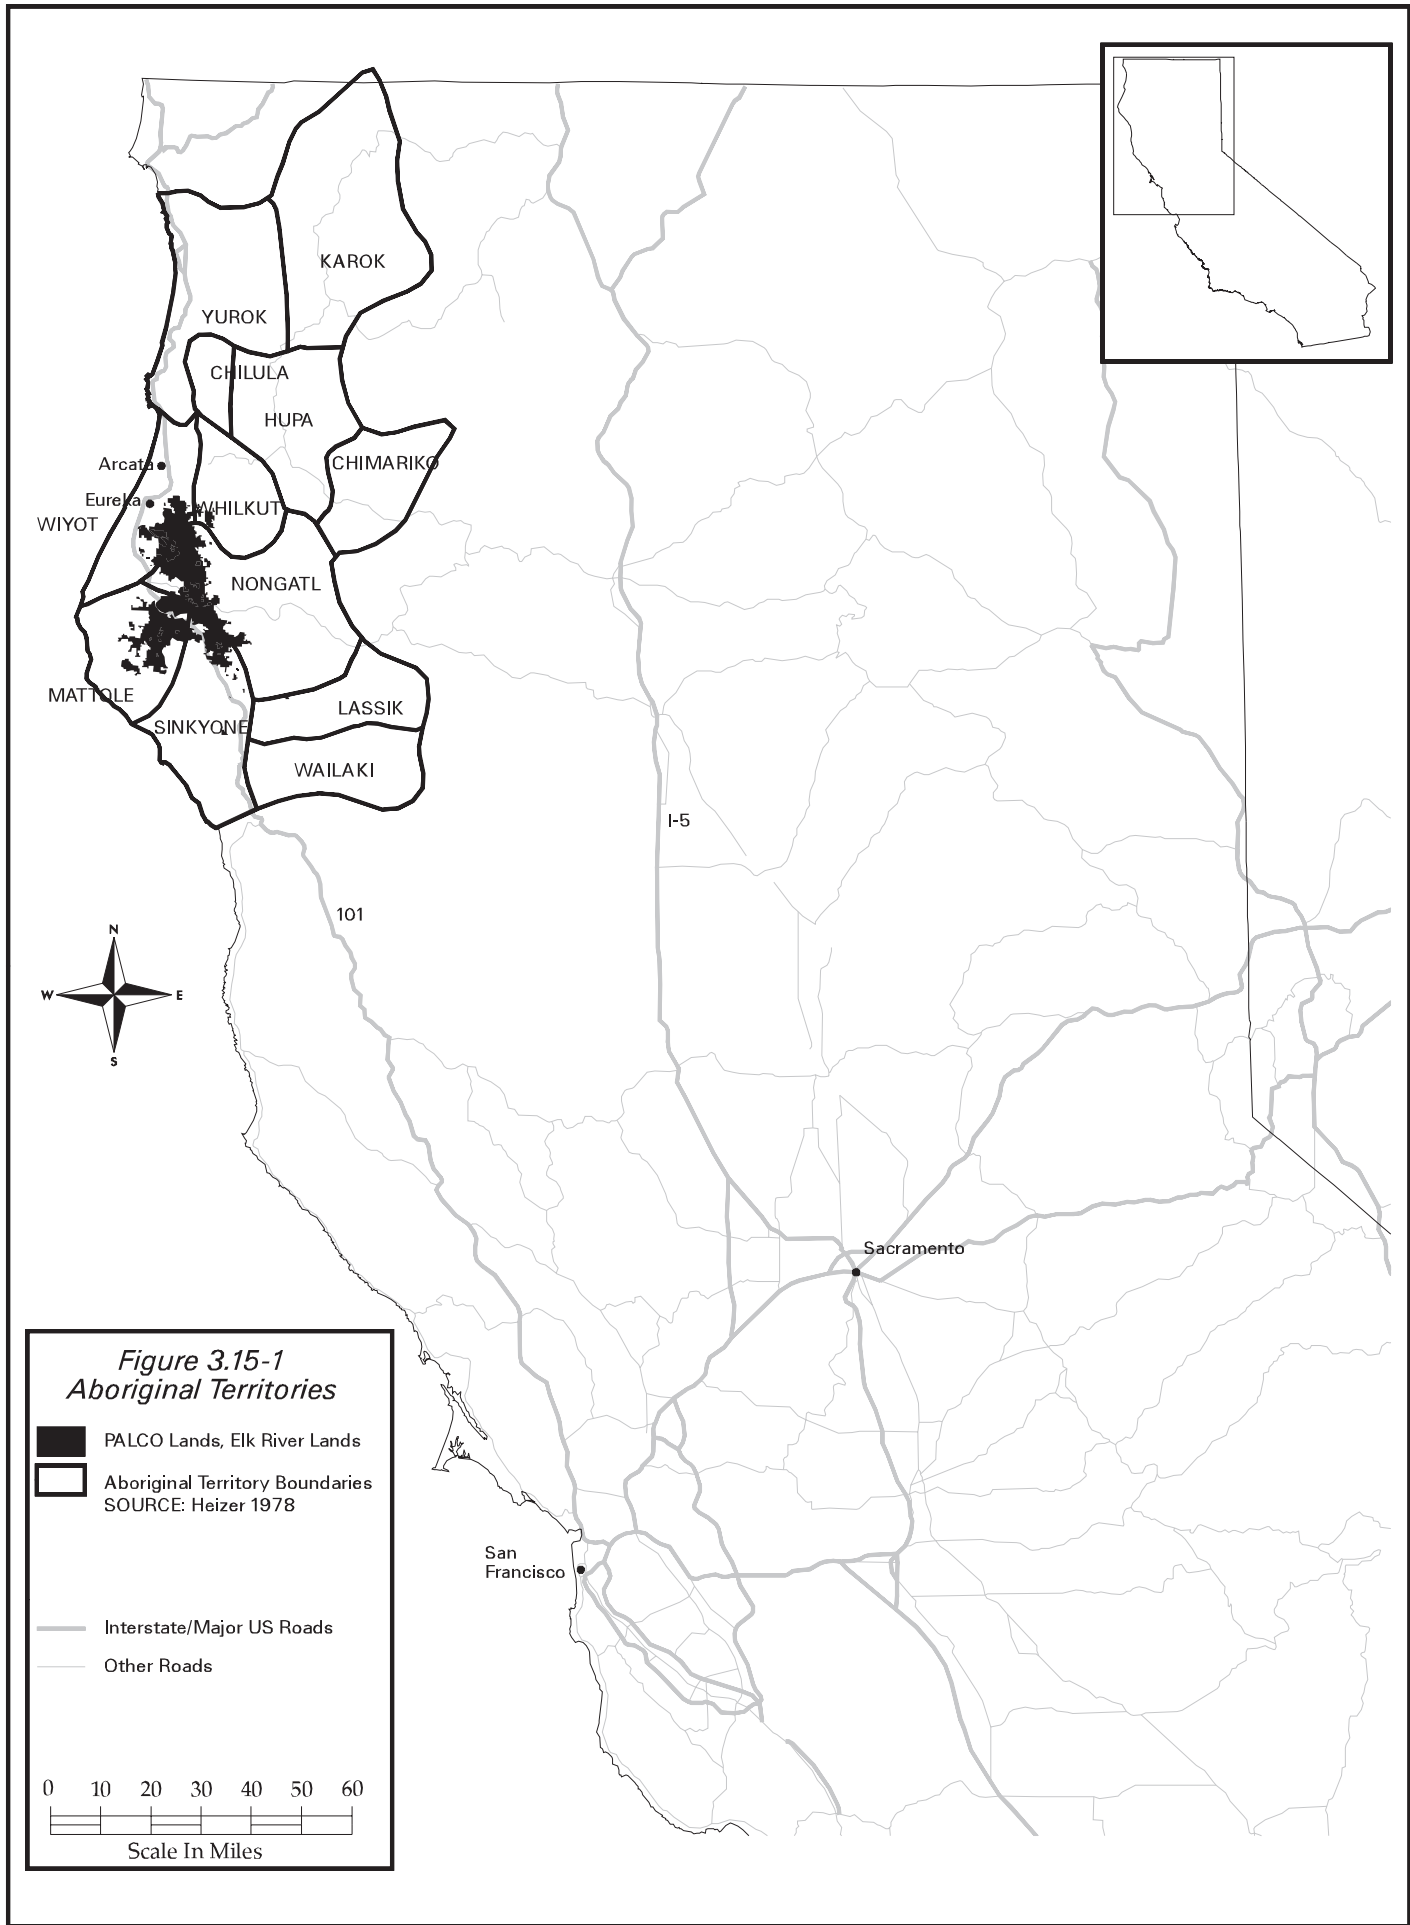 KAROK
YUROK
CHILULA
HUPA
CHIMARIKO
Arcata
Eureka
WHILKUT
WIYOT
NONGATL
MATTOLE
LASSIK
SINKYONE
WAILAKI
I-5
101
N
W
E
S
Sacramento
San
Francisco
Figure 3.15-1
Aboriginal Territories
PALCO Lands, Elk River Lands
Aboriginal Territory Boundaries
SOURCE: Heizer 1978
Interstate/Major US Roads
Other Roads
0 10 20 30 40 50 60
Scale In Miles